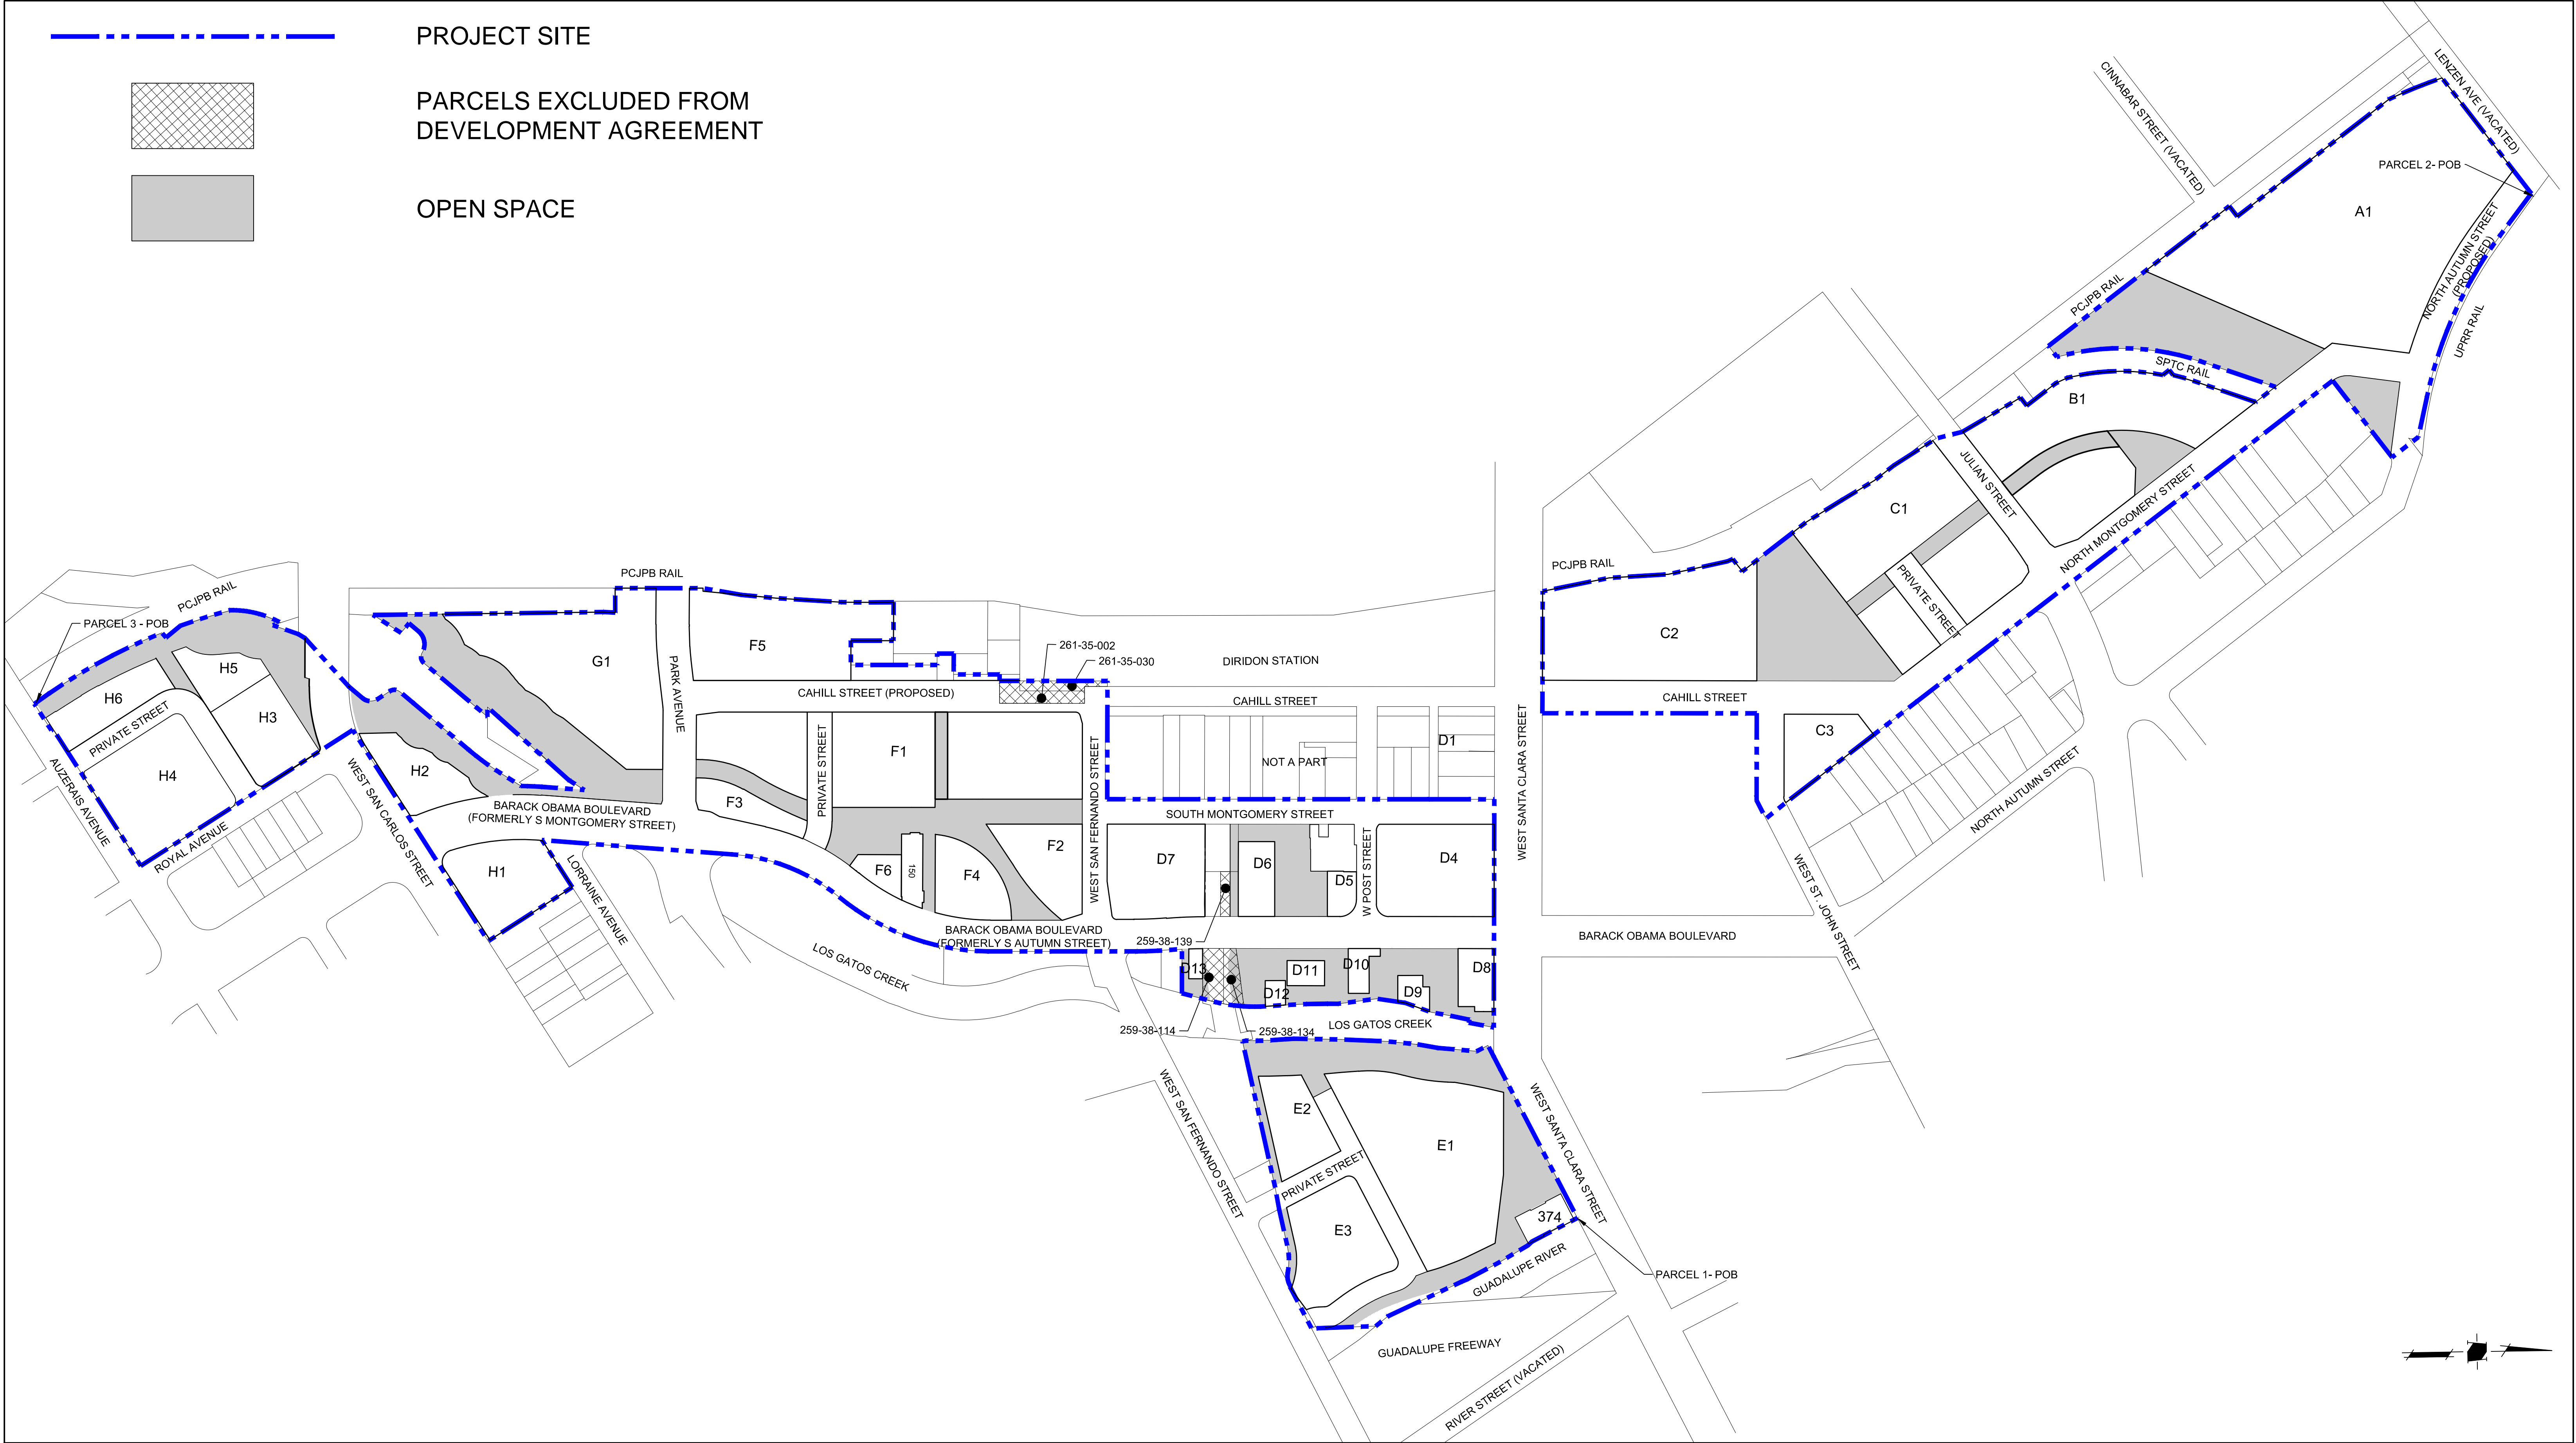 PROJECT SITE
PARCELS EXCLUDED FROM
DEVELOPMENT AGREEMENT
OPEN SPACE
LENZEN AVE (VACATED)
CINNABAR STREET (VACATED)
PARCEL 2- POB
A1
NORTH AUTUMN STREET
(PROPOSED)
PCJPB RAIL
UPRR RAIL
SPTC RAIL
B1
JULIAN STREET
C1
NORTH MONTGOMERY STREET
PRIVATE STREET
PCJPB RAIL
C2
CAHILL STREET
C3
NORTH AUTUMN STREET
WEST ST. JOHN STREET
BARACK OBAMA BOULEVARD
WEST SANTA CLARA STREET
PCJPB RAIL
PARCEL 3 - POB
H5
H6
H3
PRIVATE STREET
H4
AUZERAIS AVENUE
ROYAL AVENUE
WEST SAN CARLOS STREET
H2
H1
LORRAINE AVENUE
BARACK OBAMA BOULEVARD
(FORMERLY S MONTGOMERY STREET)
PCJPB RAIL
G1
PARK AVENUE
F5
CAHILL STREET (PROPOSED)
261-35-002
261-35-030
DIRIDON STATION
CAHILL STREET
D1
NOT A PART
F1
PRIVATE STREET
F3
WEST SAN FERNANDO STREET
SOUTH MONTGOMERY STREET
F2
F6
150
F4
D7
D6
D5
W POST STREET
D4
BARACK OBAMA BOULEVARD
(FORMERLY S AUTUMN STREET)
259-38-139
LOS GATOS CREEK
D13
D12
D11
D10
D9
D8
259-38-114
259-38-134
LOS GATOS CREEK
WEST SAN FERNANDO STREET
E2
E1
WEST SANTA CLARA STREET
PRIVATE STREET
E3
374
GUADALUPE RIVER
PARCEL 1- POB
GUADALUPE FREEWAY
RIVER STREET (VACATED)